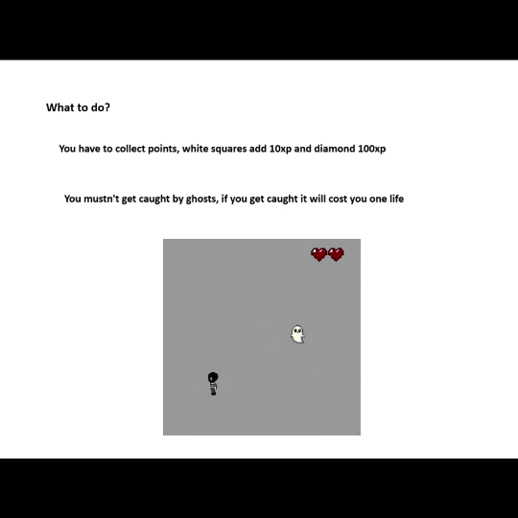 What to do?
You have to collect points, white squares add 10xp and diamond 100xp
You mustn't get caught by ghosts, if you get caught it will cost you one life